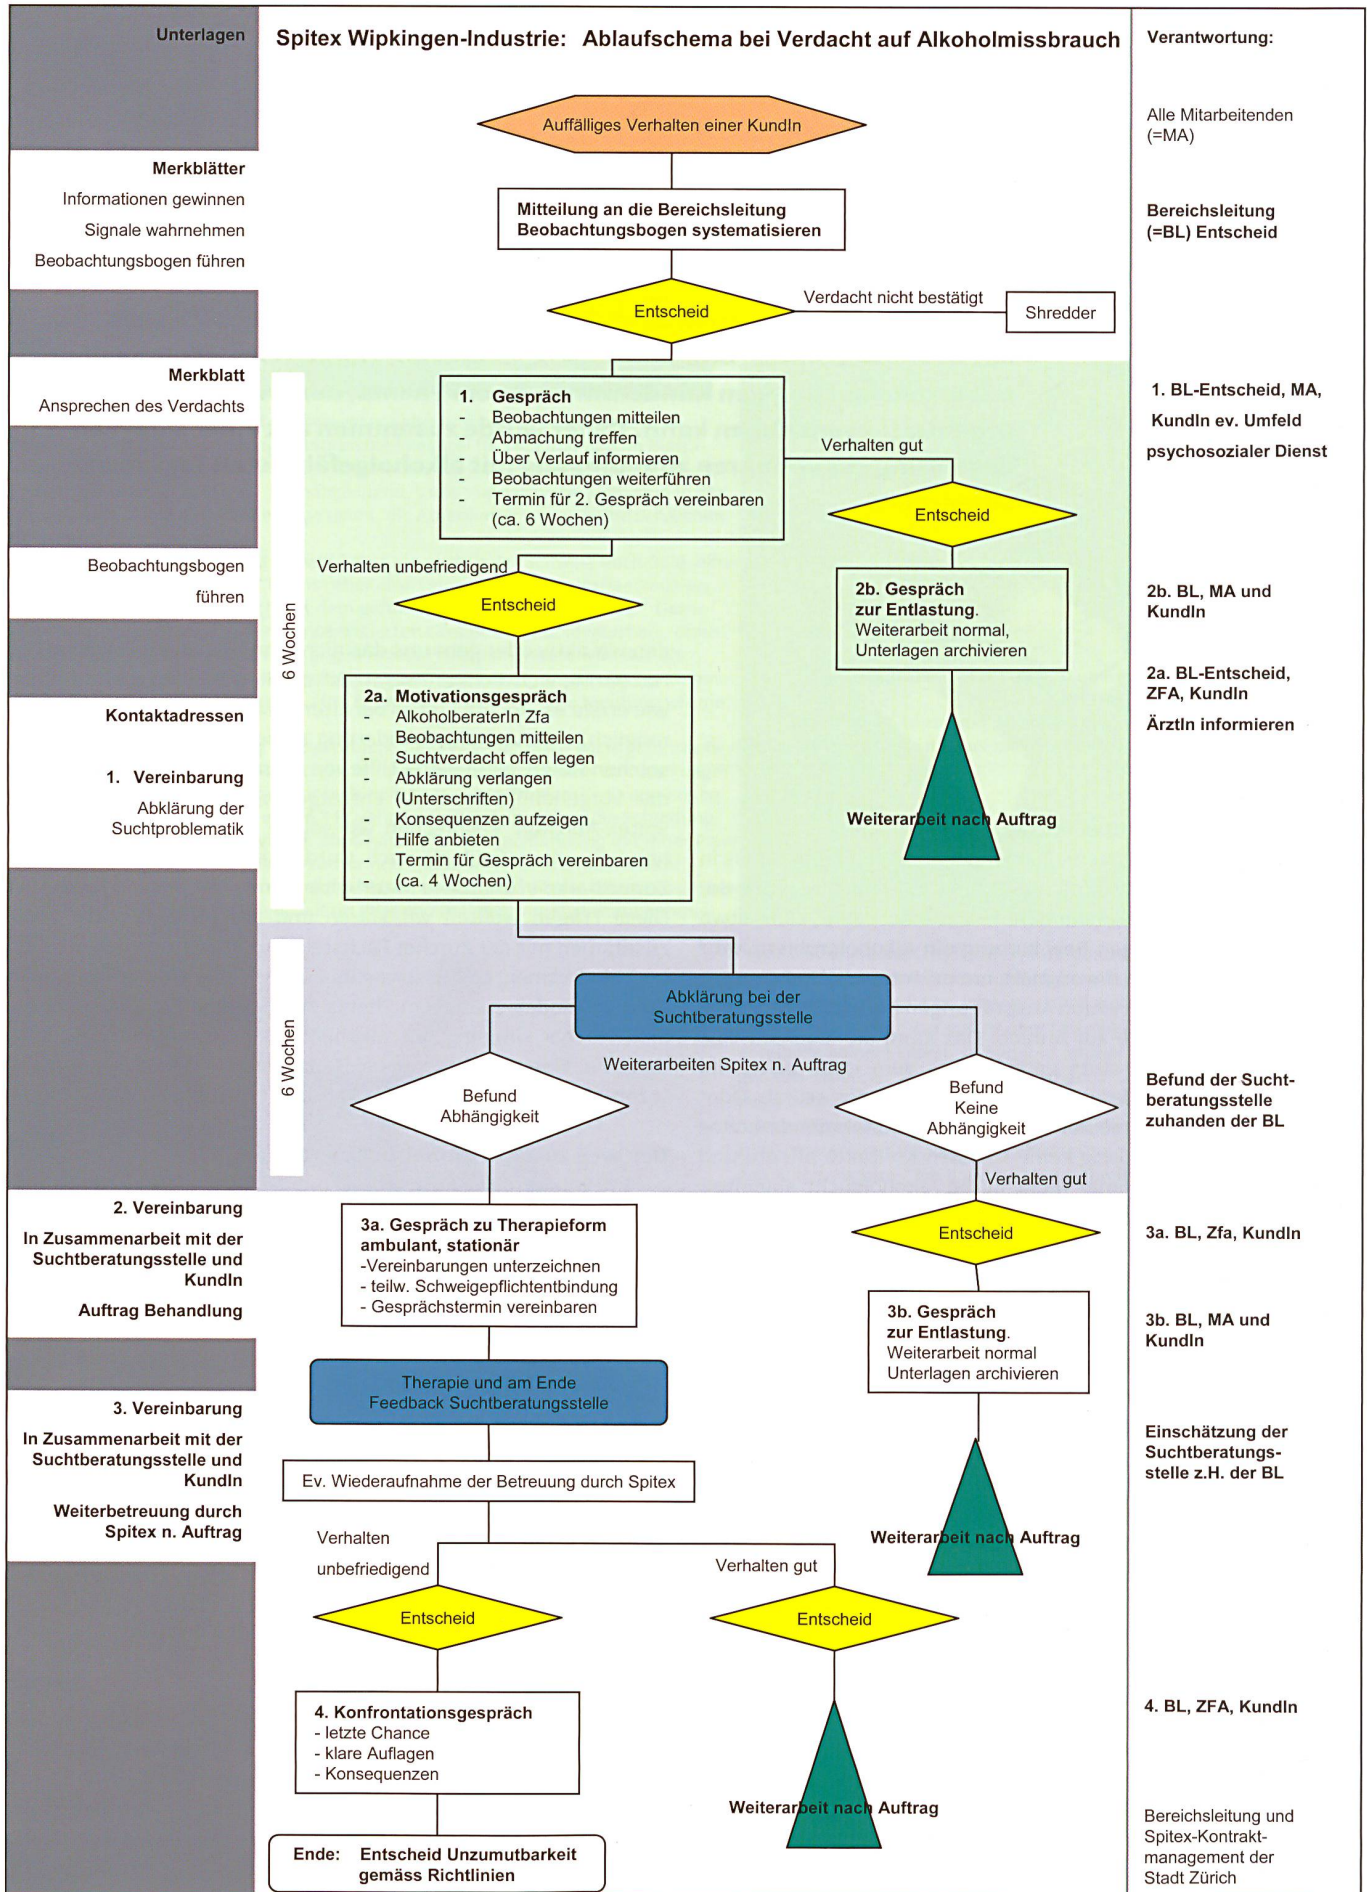 Unterlagen
Spitex Wipkingen-Industrie: Ablaufschema bei Verdacht auf Alkoholmissbrauch
Verantwortung:
Auffälliges Verhalten einer KundIn
Alle Mitarbeitenden
(=MA)
Merkblätter
Informationen gewinnen
Signale wahrnehmen
Beobachtungsbogen führen
Mitteilung an die Bereichsleitung
Beobachtungsbogen systematisieren
Bereichsleitung
(=BL) Entscheid
Entscheid
Verdacht nicht bestätigt
Shredder
Merkblatt
Ansprechen des Verdachts
6 Wochen
1. Gespräch
- Beobachtungen mitteilen
- Abmachung treffen
- Über Verlauf informieren
- Beobachtungen weiterführen
- Termin für 2. Gespräch vereinbaren
(ca. 6 Wochen)
Verhalten gut
Entscheid
1. BL-Entscheid, MA,
KundIn ev. Umfeld
psychosozialer Dienst
Beobachtungsbogen
führen
Verhalten unbefriedigend
Entscheid
2b. Gespräch
zur Entlastung.
Weiterarbeit normal,
Unterlagen archivieren
2b. BL, MA und
KundIn
2a. BL-Entscheid,
ZFA, KundIn
ÄrztIn informieren
Kontaktadressen
1. Vereinbarung
Abklärung der
Suchtproblematik
2a. Motivationsgespräch
- AlkoholberaterIn Zfa
- Beobachtungen mitteilen
- Suchtverdacht offen legen
- Abklärung verlangen
(Unterschriften)
- Konsequenzen aufzeigen
- Hilfe anbieten
- Termin für Gespräch vereinbaren
- (ca. 4 Wochen)
Weiterarbeit nach Auftrag
6 Wochen
Abklärung bei der
Suchtberatungsstelle
Weiterarbeiten Spitex n. Auftrag
Befund
Abhängigkeit
Befund
Keine
Abhängigkeit
Befund der Sucht-
beratungsstelle
zuhanden der BL
Verhalten gut
2. Vereinbarung
In Zusammenarbeit mit der
Suchtberatungsstelle und
KundIn
Auftrag Behandlung
3a. Gespräch zu Therapieform
ambulant, stationär
-Vereinbarungen unterzeichnen
- teilw. Schweigepflichtentbindung
- Gesprächstermin vereinbaren
Entscheid
3a. BL, Zfa, KundIn
3b. Gespräch
zur Entlastung.
Weiterarbeit normal
Unterlagen archivieren
3b. BL, MA und
KundIn
Therapie und am Ende
Feedback Suchtberatungsstelle
3. Vereinbarung
In Zusammenarbeit mit der
Suchtberatungsstelle und
KundIn
Weiterbetreuung durch
Spitex n. Auftrag
Ev. Wiederaufnahme der Betreuung durch Spitex
Einschätzung der
Suchtberatungs-
stelle z.H. der BL
Weiterarbeit nach Auftrag
Verhalten
unbefriedigend
Verhalten gut
Entscheid
Entscheid
4. Konfrontationsgespräch
- letzte Chance
- klare Auflagen
- Konsequenzen
4. BL, ZFA, KundIn
Weiterarbeit nach Auftrag
Ende: Entscheid Unzumutbarkeit
gemäss Richtlinien
Bereichsleitung und
Spitex-Kontrakt-
management der
Stadt Zürich